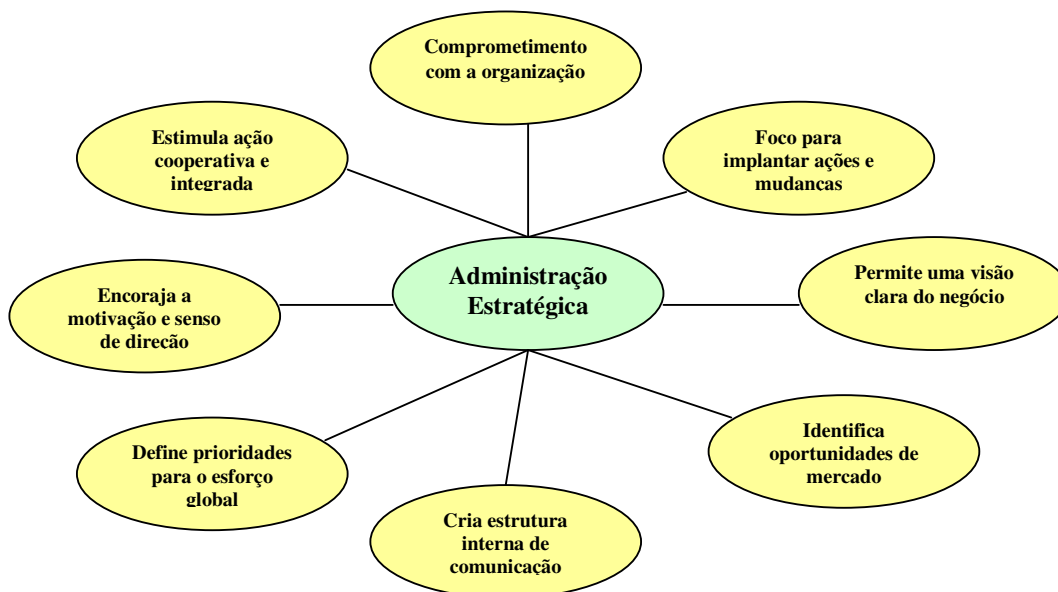 Comprometimento
com a organização
Estimula ação
cooperativa e
integrada
Foco para
implantar ações e
mudancas
Administração
Estratégica
Permite uma visão
clara do negócio
Encoraja a
motivação e senso
de direcão
Identifica
oportunidades de
mercado
Define prioridades
para o esforço
global
Cria estrutura
interna de
comunicação